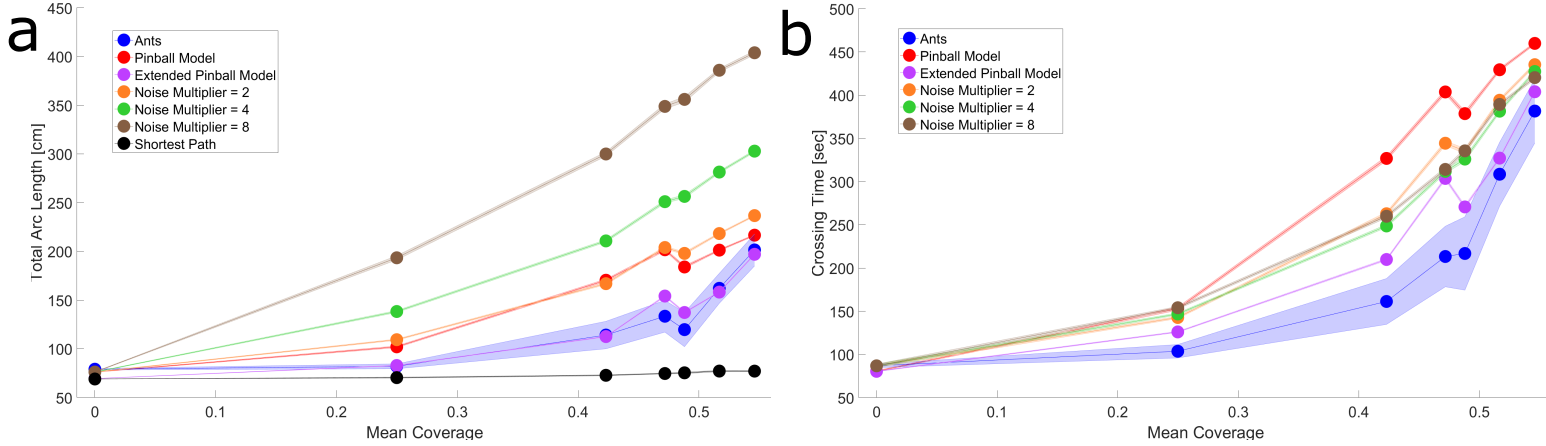 a
450
400
350
300
250
200
150
100
50
0
0.1
0.2
0.3
0.4
0.5
Total Arc Length [cm]
Mean Coverage
Ants
Pinball Model
Extended Pinball Model
Noise Multiplier = 2
Noise Multiplier = 4
Noise Multiplier = 8
Shortest Path
b
500
450
400
350
300
250
200
150
100
50
0
0.1
0.2
0.3
0.4
0.5
Crossing Time [sec]
Mean Coverage
Ants
Pinball Model
Extended Pinball Model
Noise Multiplier = 2
Noise Multiplier = 4
Noise Multiplier = 8